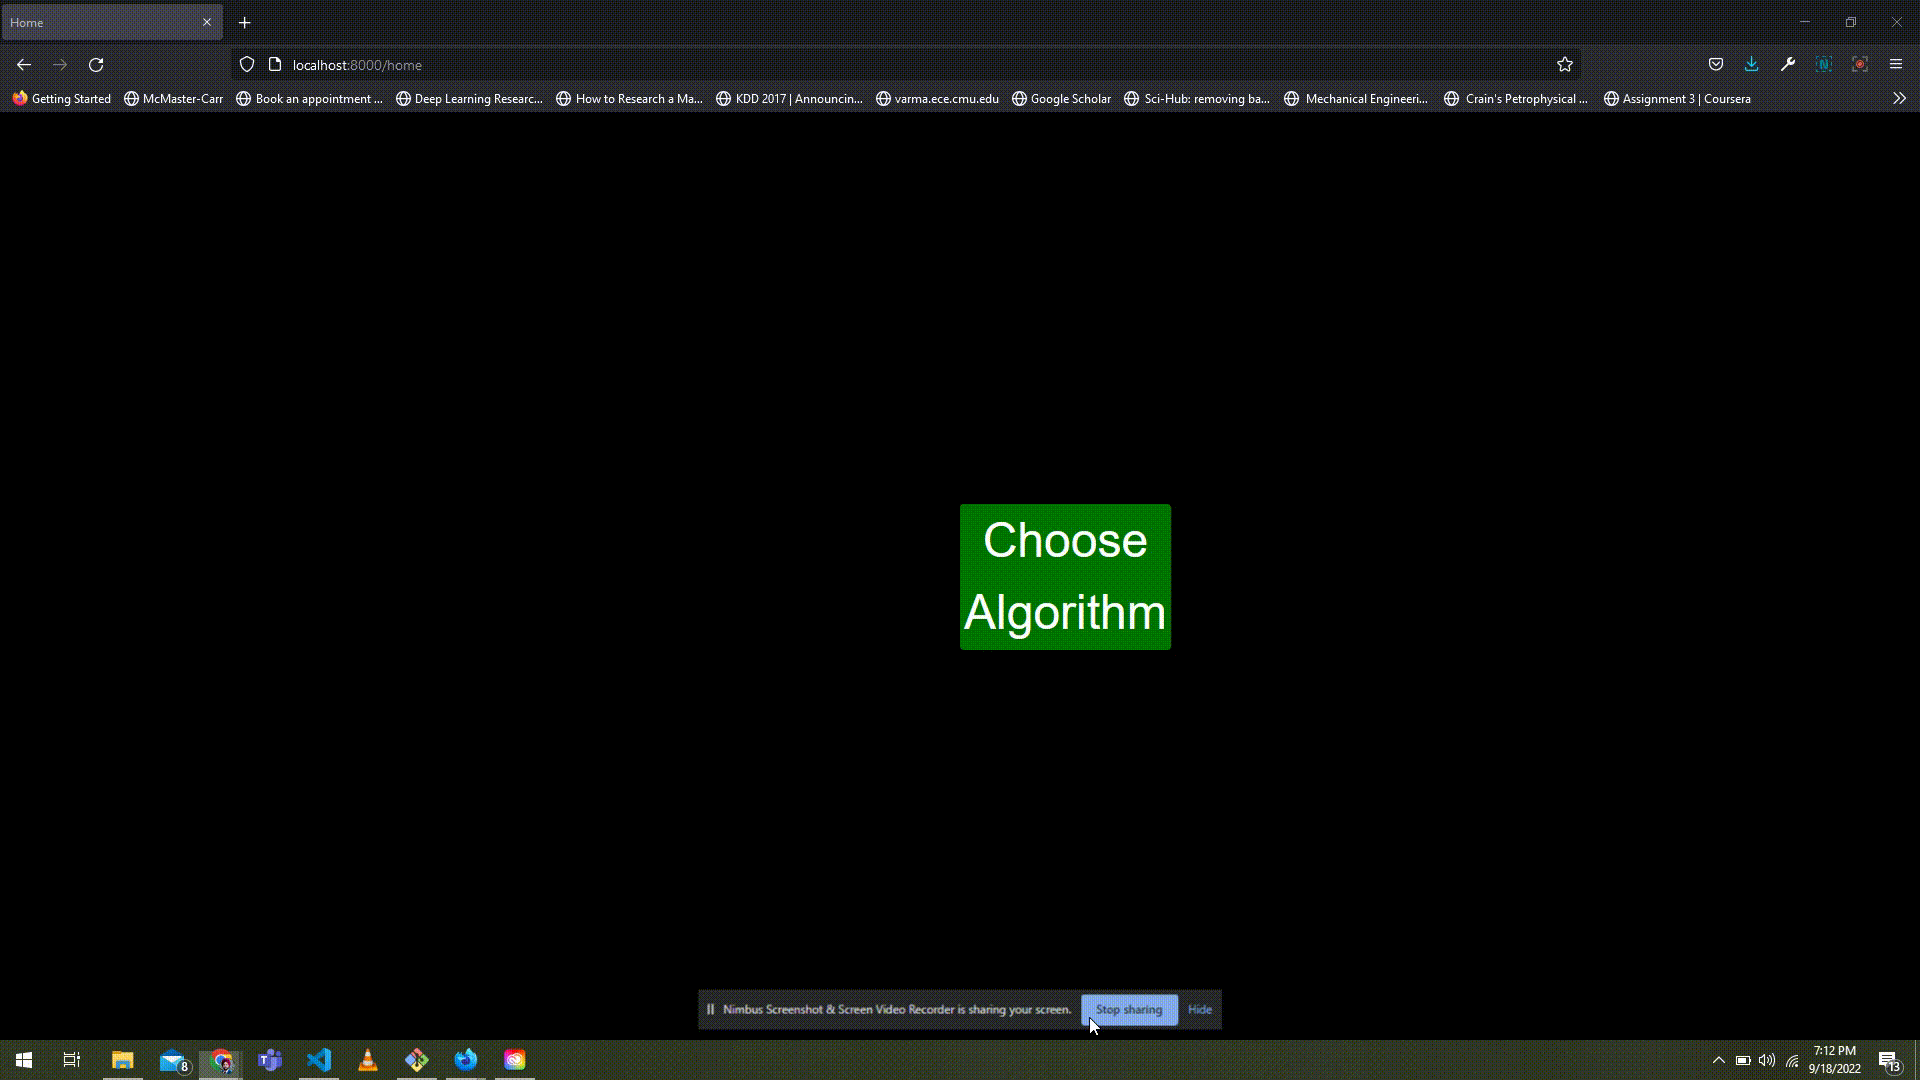 Home
localhost:8000/home
Getting Started McMaster-Carr Book an appointment ... Deep Learning Researc... How to Research a Ma... KDD 2017 | Announcin... varma.ece.cmu.edu Google Scholar Sci-Hub: removing ba... Mechanical Engineeri... Crain's Petrophysical ... Assignment 3 | Coursera
Choose
Algorithm
Nimbus Screenshot & Screen Video Recorder is sharing your screen. Stop sharing Hide
8
7:12 PM
9/18/2022
13